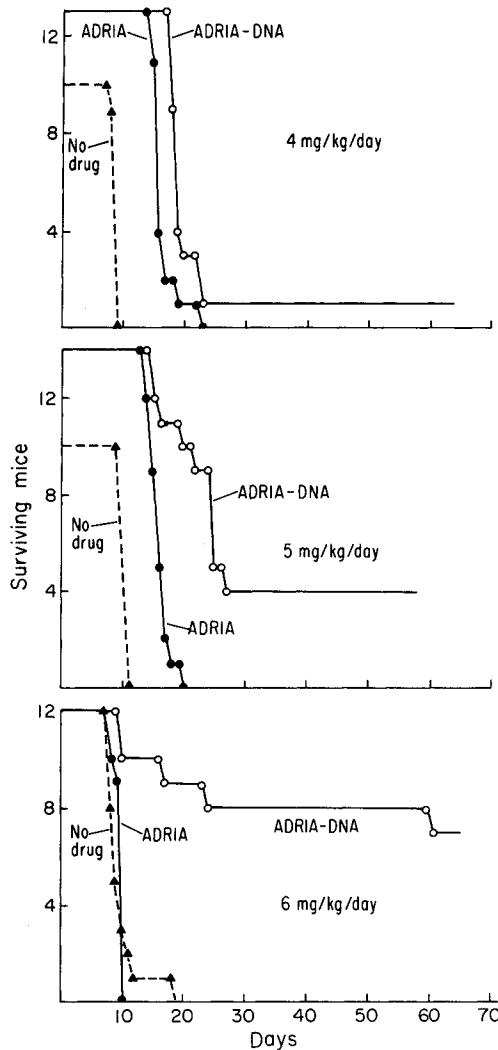 12
8
4
ADRIA
ADRIA-DNA
No
drug
4 mg/kg/day
Surviving mice
12
8
4
No
drug
ADRIA-DNA
ADRIA
5 mg/kg/day
12
8
4
No
drug
ADRIA
ADRIA-DNA
6 mg/kg/day
10 20 30 40 50 60 70
Days